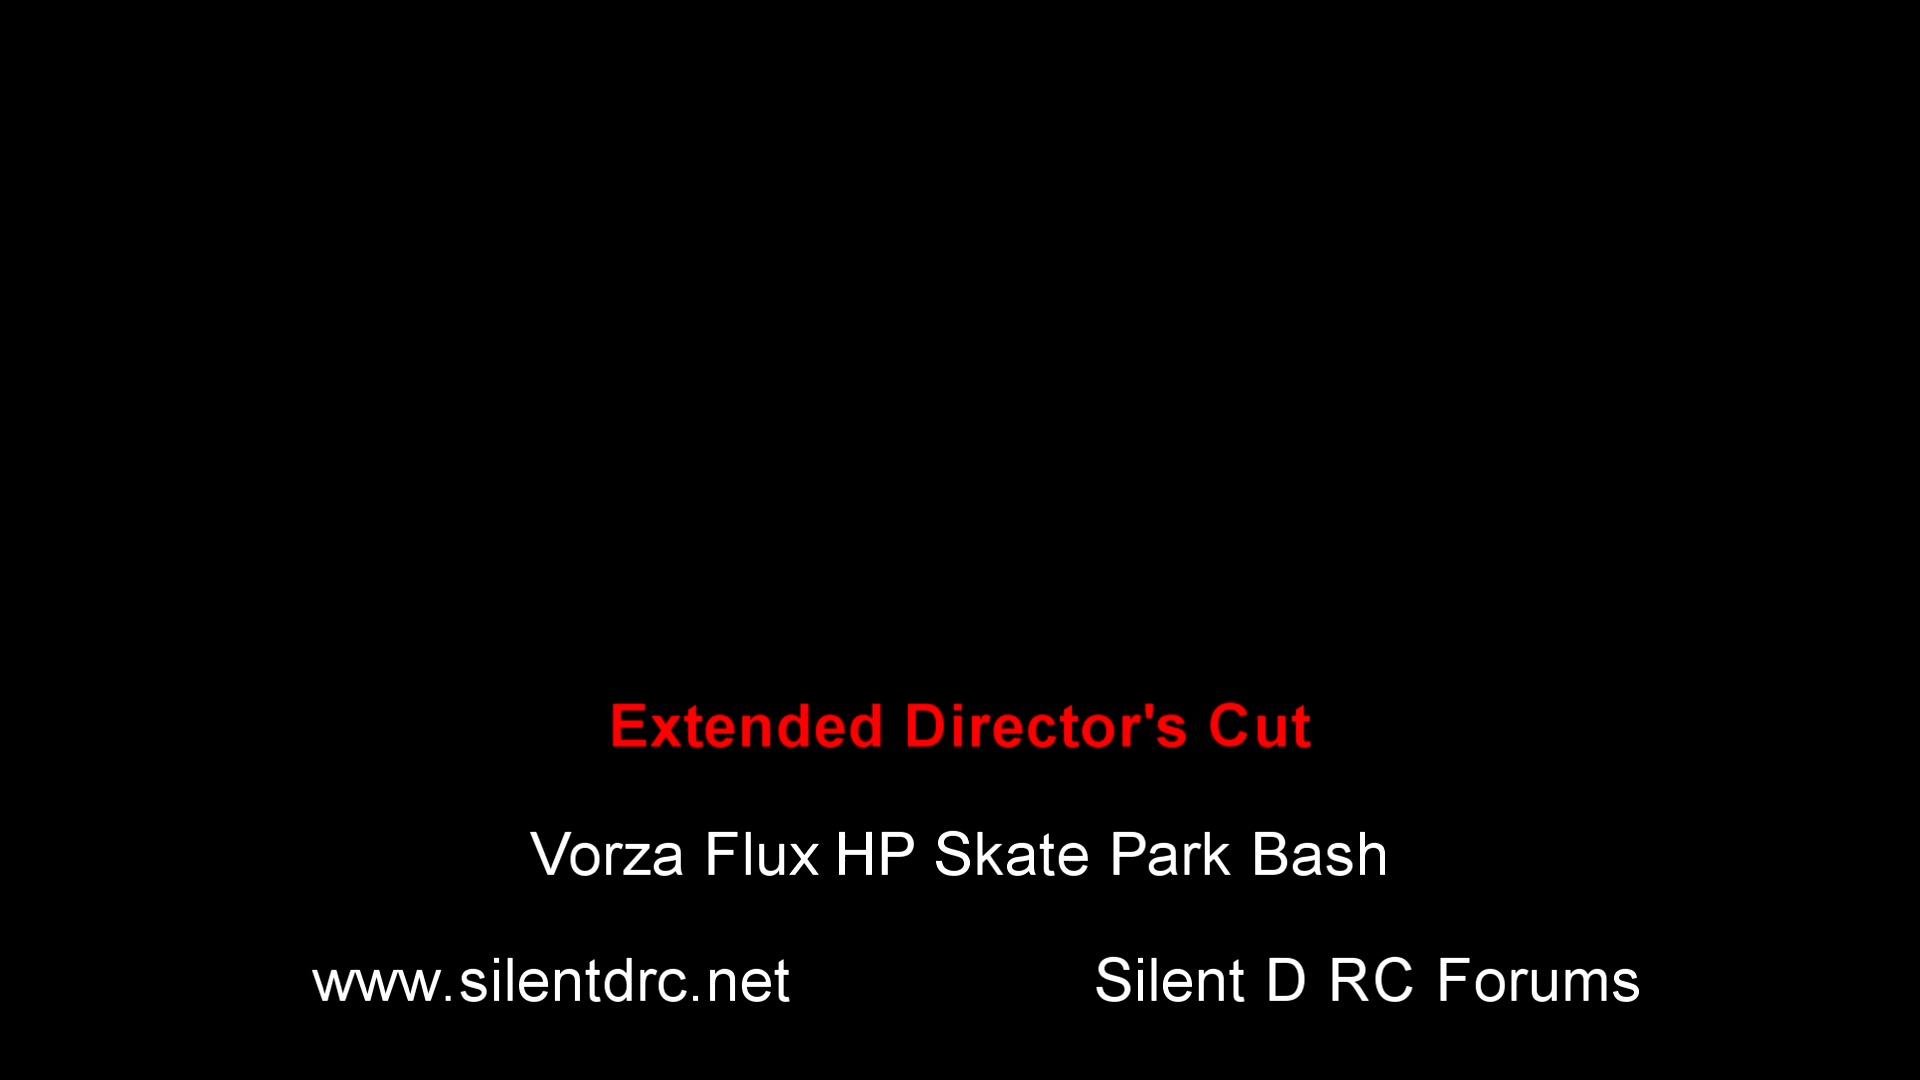 Extended Director's Cut
Vorza Flux HP Skate Park Bash
www.silentdrc.net
Silent D RC Forums